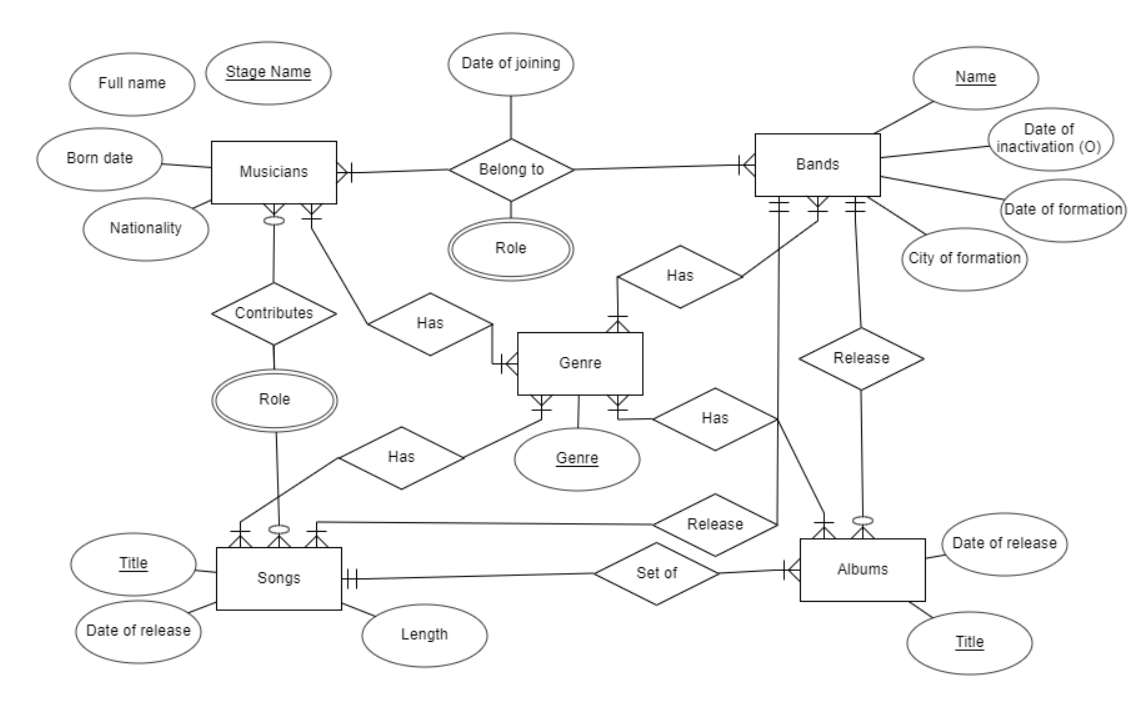 Date of joining
Full name
Stage Name
Name
Date of
inactivation (O)
Born date
Musicians
Belong to
Bands
Date of formation
Nationality
Role
City of formation
Has
Contributes
Has
Genre
Release
Role
Has
Has
Genre
Release
Title
Songs
Set of
Albums
Date of release
Date of release
Length
Title